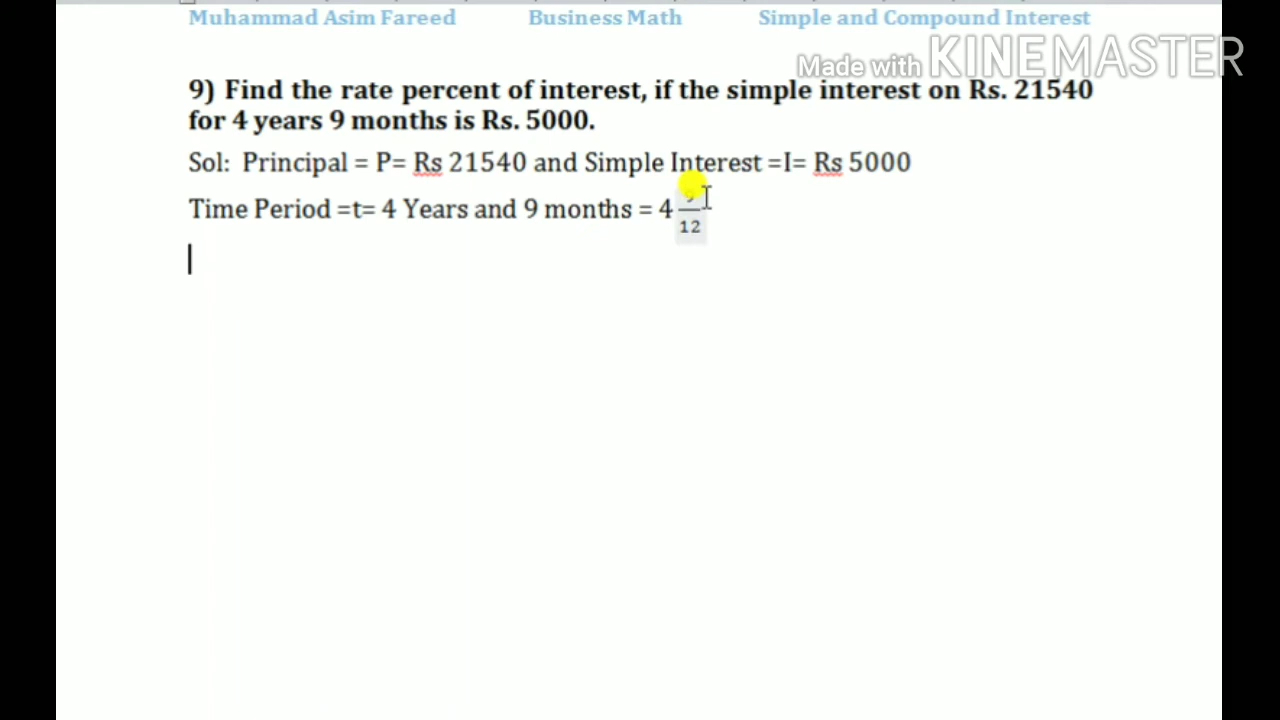 Muhammad Asim Fareed Business Math Simple and Compound Interest
Made with KINEMASTER
9) Find the rate percent of interest, if the simple interest on Rs. 21540
for 4 years 9 months is Rs. 5000.
Sol: Principal = P= Rs 21540 and Simple Interest =I= Rs 5000
Time Period =t= 4 Years and 9 months = 4 9/12